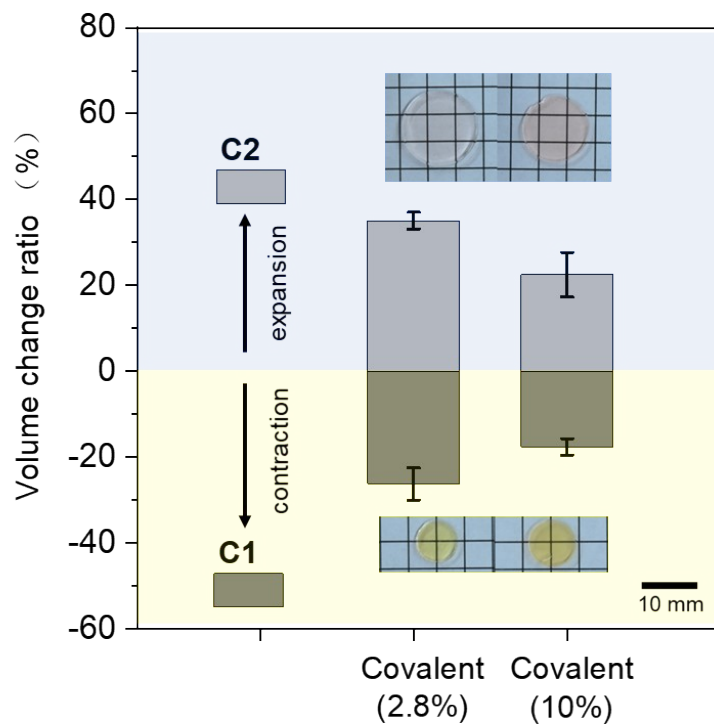 Volume change ratio （%）
80
60
40
20
0
-20
-40
-60
C2
expansion
contraction
C1
10 mm
Covalent
(2.8%)
Covalent
(10%)